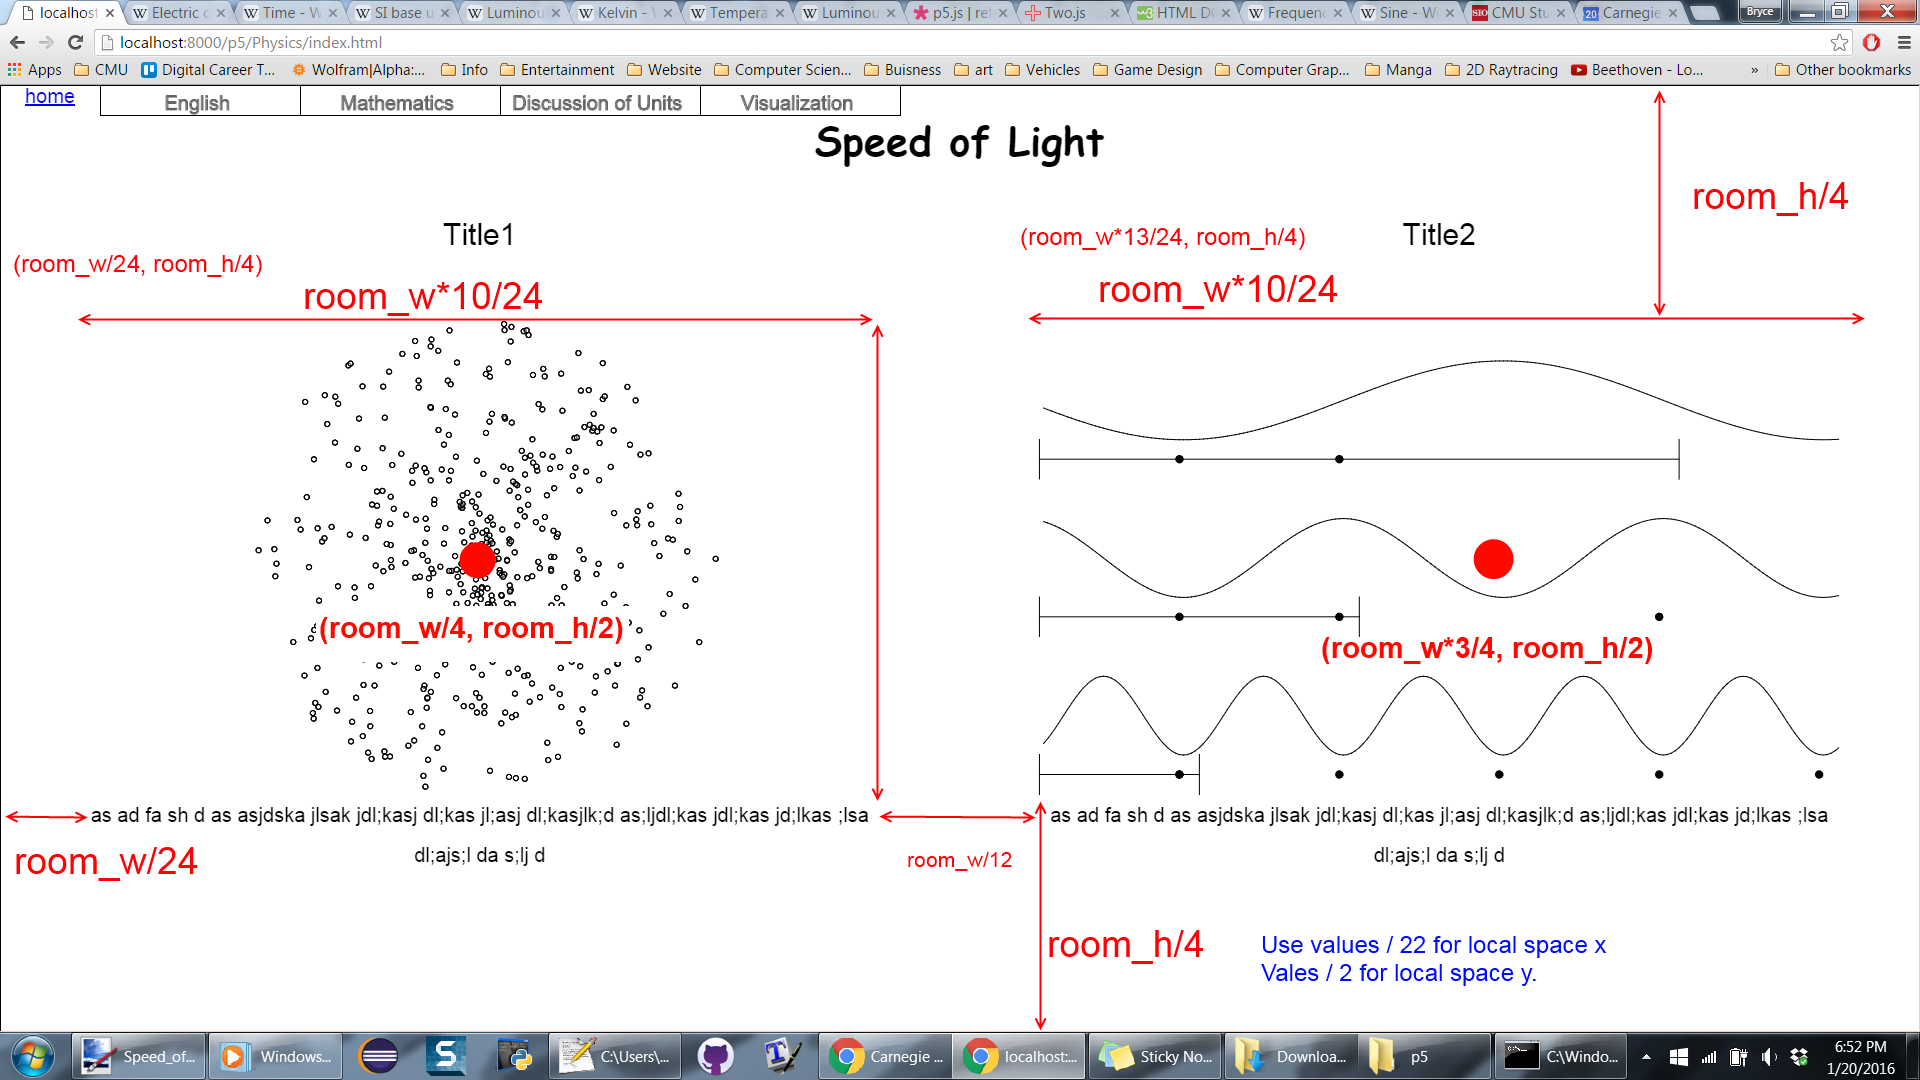 localhost
Electric c
Time - W
SI base u
Luminou
Kelvin - W
Tempera
Luminou
p5.js | re
Two.js
HTML D
Frequenc
Sine - Wi
CMU Stu
Carnegie
Bryce
localhost:8000/p5/Physics/index.html
Apps
CMU
Digital Career T...
Wolfram|Alpha:...
Info
Entertainment
Website
Computer Scien...
Buisness
art
Vehicles
Game Design
Computer Grap...
Manga
2D Raytracing
Beethoven - Lo...
»
Other bookmarks
home
English
Mathematics
Discussion of Units
Visualization
Speed of Light
room_h/4
Title1
(room_w*13/24, room_h/4)
Title2
(room_w/24, room_h/4)
room_w*10/24
room_w*10/24
(room_w/4, room_h/2)
(room_w*3/4, room_h/2)
as ad fa sh d as asjdska jlsak jdl;kasj dl;kas jl;asj dl;kasjlk;d as;ljdl;kas jdl;kas jd;lkas ;lsa
dl;ajs;l da s;lj d
as ad fa sh d as asjdska jlsak jdl;kasj dl;kas jl;asj dl;kasjlk;d as;ljdl;kas jdl;kas jd;lkas ;lsa
dl;ajs;l da s;lj d
room_w/24
room_w/12
room_h/4
Use values / 22 for local space x
Vales / 2 for local space y.
Speed_of...
Windows...
C:\Users\...
Carnegie ...
localhost:...
Sticky No...
Downloa...
p5
C:\Windo...
6:52 PM
1/20/2016